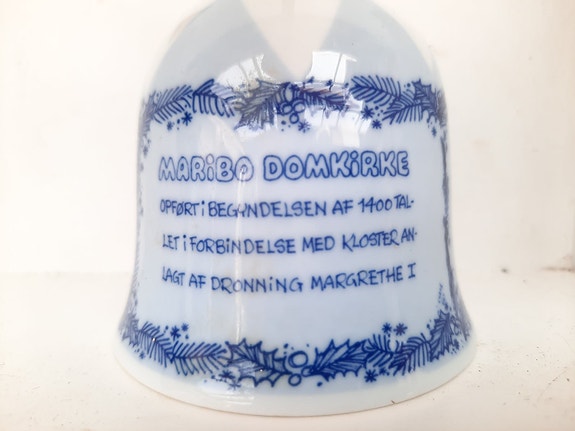 MARiBO DOMKiRKE
OPFØRT i BEGYNDELSEN AF 1400 TAL-
LET i FORBINDELSE MED KLOSTER AN-
LAGT AF DRONNING MARGRETHE I